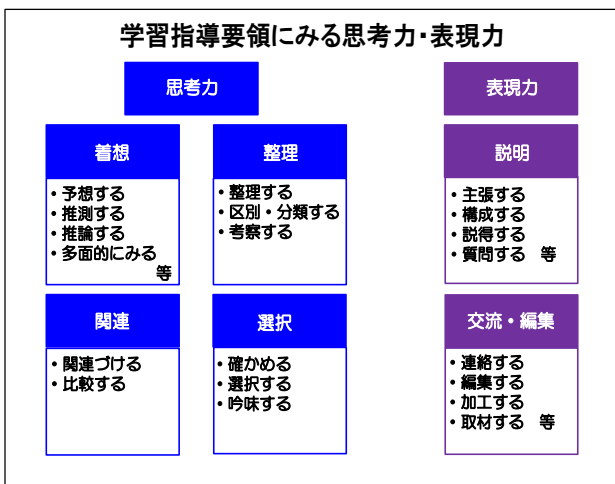 学習指導要領にみる思考力・表現力
思考力
表現力
着想
・予想する
・推測する
・推論する
・多面的にみる
等
整理
・整理する
・区別・分類する
・考察する
説明
・主張する
・構成する
・説得する
・質問する 等
関連
・関連づける
・比較する
選択
・確かめる
・選択する
・吟味する
交流・編集
・連絡する
・編集する
・加工する
・取材する 等